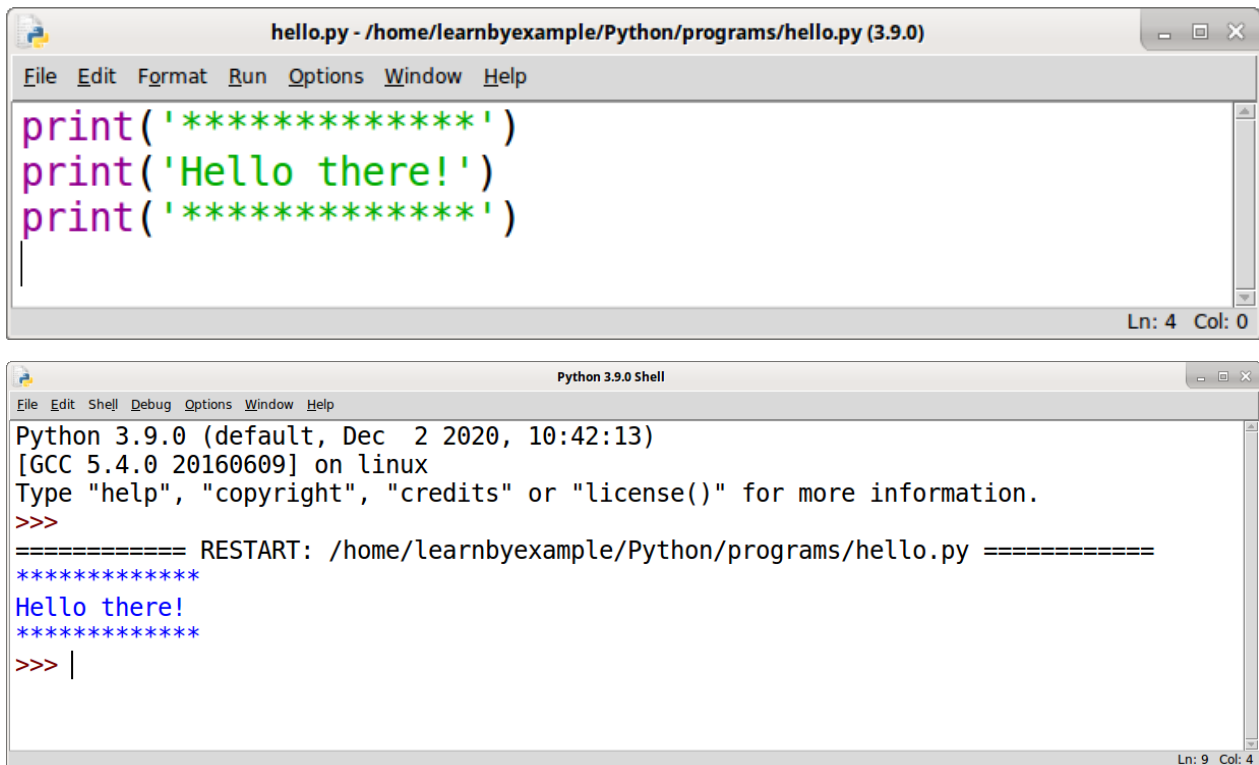 hello.py - /home/learnbyexample/Python/programs/hello.py (3.9.0)
File Edit Format Run Options Window Help
print('*************')
print('Hello there!')
print('*************')
Ln: 4 Col: 0
Python 3.9.0 Shell
File Edit Shell Debug Options Window Help
Python 3.9.0 (default, Dec  2 2020, 10:42:13)
[GCC 5.4.0 20160609] on linux
Type "help", "copyright", "credits" or "license()" for more information.
>>>
============ RESTART: /home/learnbyexample/Python/programs/hello.py ============
*************
Hello there!
*************
>>>
Ln: 9 Col: 4